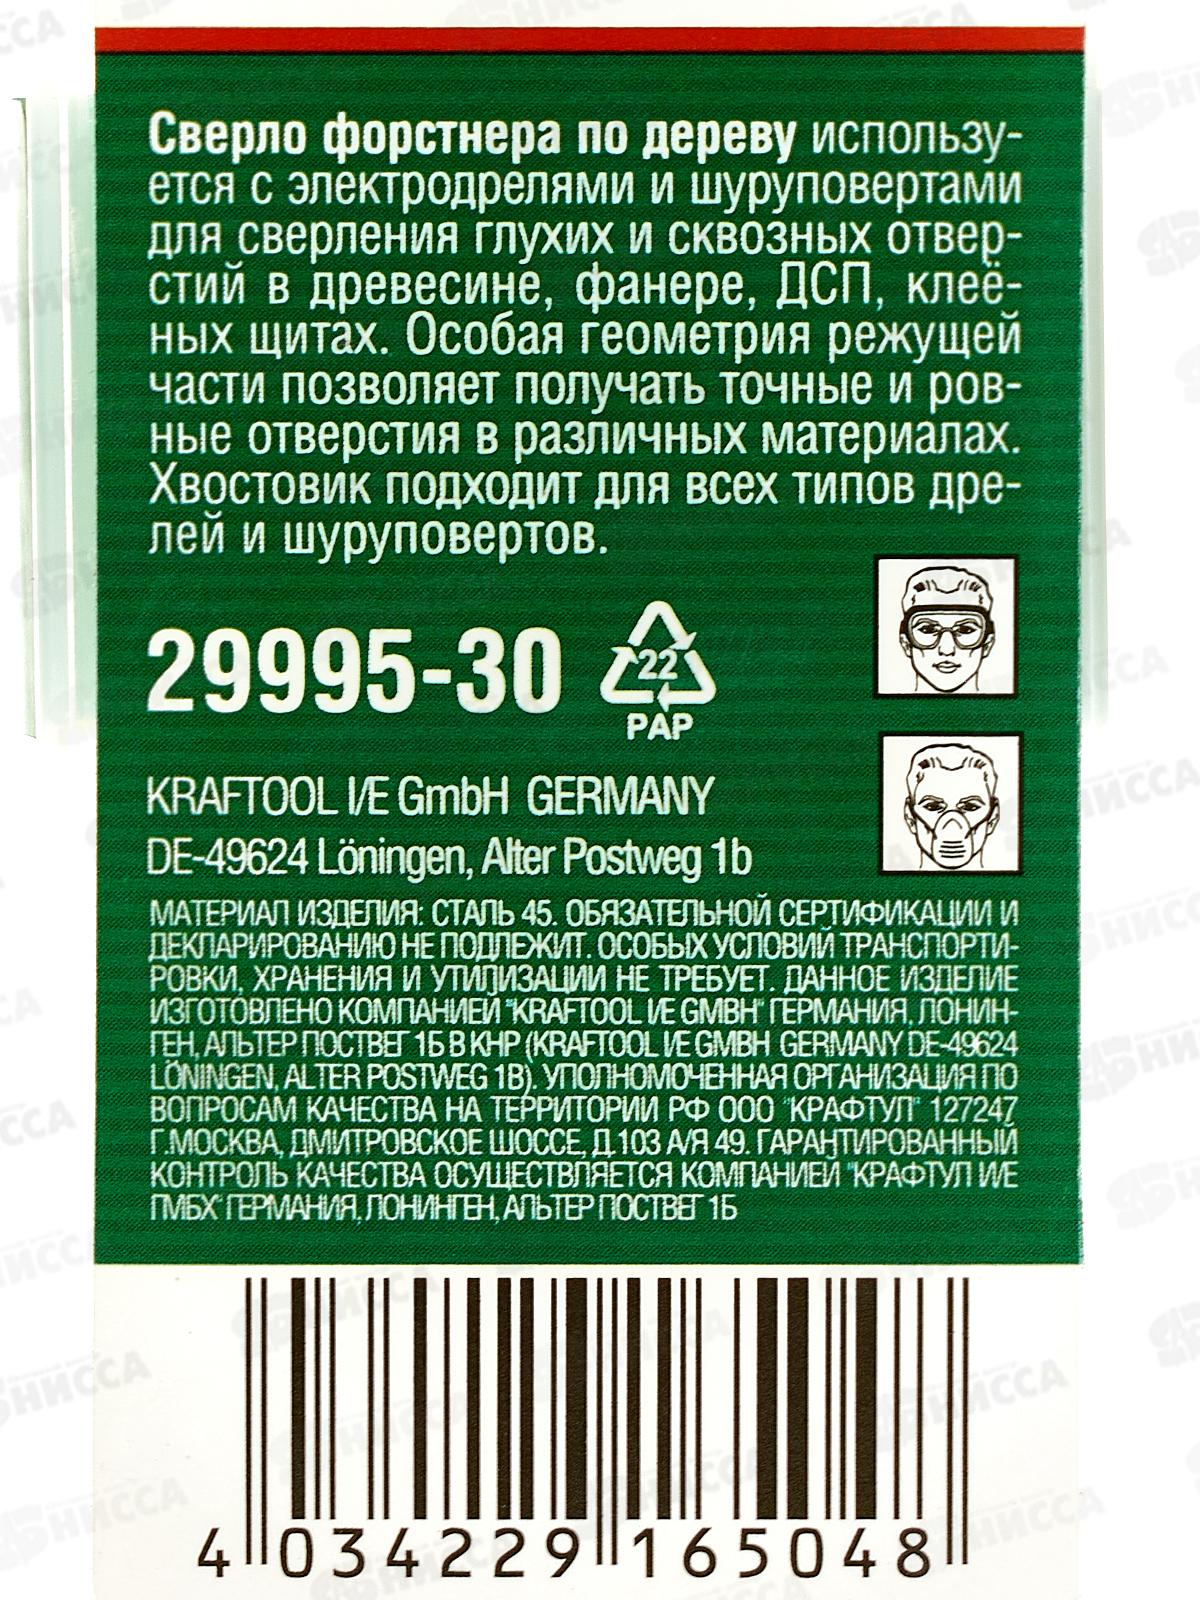 Сверло форстнера по дереву использу-
ется с электродрелями и шуруповертами
для сверления глухих и сквозных отвер-
стий в древесине, фанере, ДСП, клеё-
ных щитах. Особая геометрия режущей
части позволяет получать точные и ров-
ные отверстия в различных материалах.
Хвостовик подходит для всех типов дре-
лей и шуруповертов.
29995-30
22
PAP
KRAFTOOL I/E GmbH GERMANY
DE-49624 Löningen, Alter Postweg 1b
МАТЕРИАЛ ИЗДЕЛИЯ: СТАЛЬ 45. ОБЯЗАТЕЛЬНОЙ СЕРТИФИКАЦИИ И
ДЕКЛАРИРОВАНИЮ НЕ ПОДЛЕЖИТ. ОСОБЫХ УСЛОВИЙ ТРАНСПОРТИ-
РОВКИ, ХРАНЕНИЯ И УТИЛИЗАЦИИ НЕ ТРЕБУЕТ. ДАННОЕ ИЗДЕЛИЕ
ИЗГОТОВЛЕНО КОМПАНИЕЙ "KRAFTOOL I/E GMBH" ГЕРМАНИЯ, ЛОНИН-
ГЕН, АЛЬТЕР ПОСТВЕГ 1Б В КНР (KRAFTOOL I/E GMBH GERMANY DE-49624
LÖNINGEN, ALTER POSTWEG 1B). УПОЛНОМОЧЕННАЯ ОРГАНИЗАЦИЯ ПО
ВОПРОСАМ КАЧЕСТВА НА ТЕРРИТОРИИ РФ ООО "КРАФТУЛ" 127247
Г.МОСКВА, ДМИТРОВСКОЕ ШОССЕ, Д.103 А/Я 49. ГАРАНТИРОВАННЫЙ
КОНТРОЛЬ КАЧЕСТВА ОСУЩЕСТВЛЯЕТСЯ КОМПАНИЕЙ "КРАФТУЛ И/Е
ГМБХ" ГЕРМАНИЯ, ЛОНИНГЕН, АЛЬТЕР ПОСТВЕГ 1Б
4 034229 165048